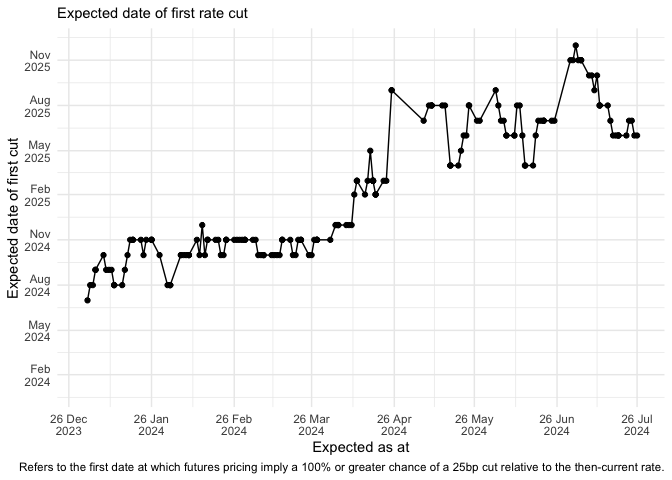 Expected date of first rate cut
Expected date of first cut
Nov
2025
Aug
2025
May
2025
Feb
2025
Nov
2024
Aug
2024
May
2024
Feb
2024
26 Dec
2023
26 Jan
2024
26 Feb
2024
26 Mar
2024
26 Apr
2024
26 May
2024
26 Jun
2024
26 Jul
2024
Expected as at
Refers to the first date at which futures pricing imply a 100% or greater chance of a 25bp cut relative to the then-current rate.